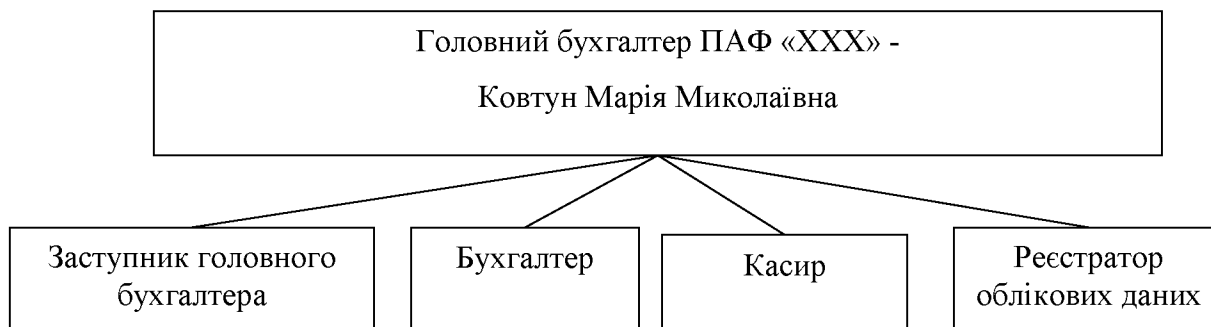 Головний бухгалтер ПАФ «ХХХ» -
Ковтун Марія Миколаївна
Заступник головного
бухгалтера
Бухгалтер
Касир
Реєстратор
облікових даних